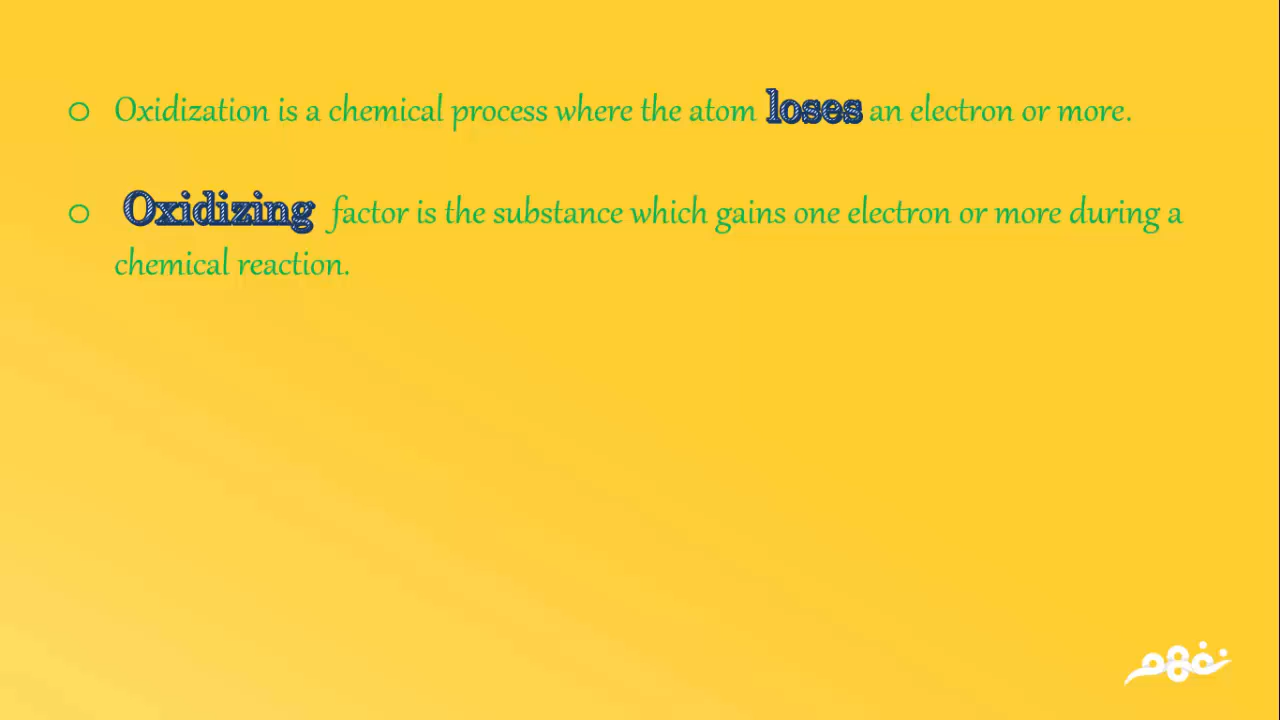 o Oxidization is a chemical process where the atom loses an electron or more.
o Oxidizing factor is the substance which gains one electron or more during a
chemical reaction.
نفهم